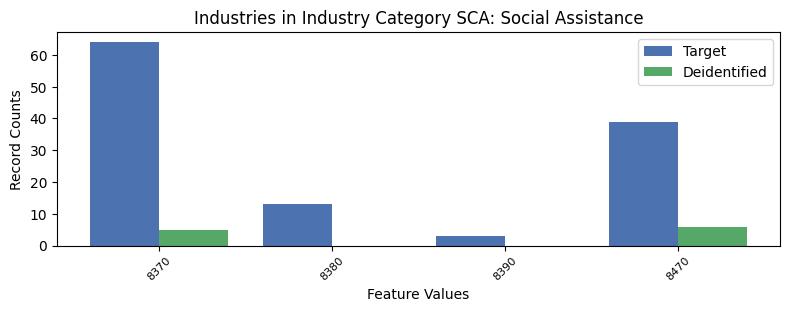 Industries in Industry Category SCA: Social Assistance
Target
Deidentified
Record Counts
60
50
40
30
20
10
0
8370
8380
8390
8470
Feature Values